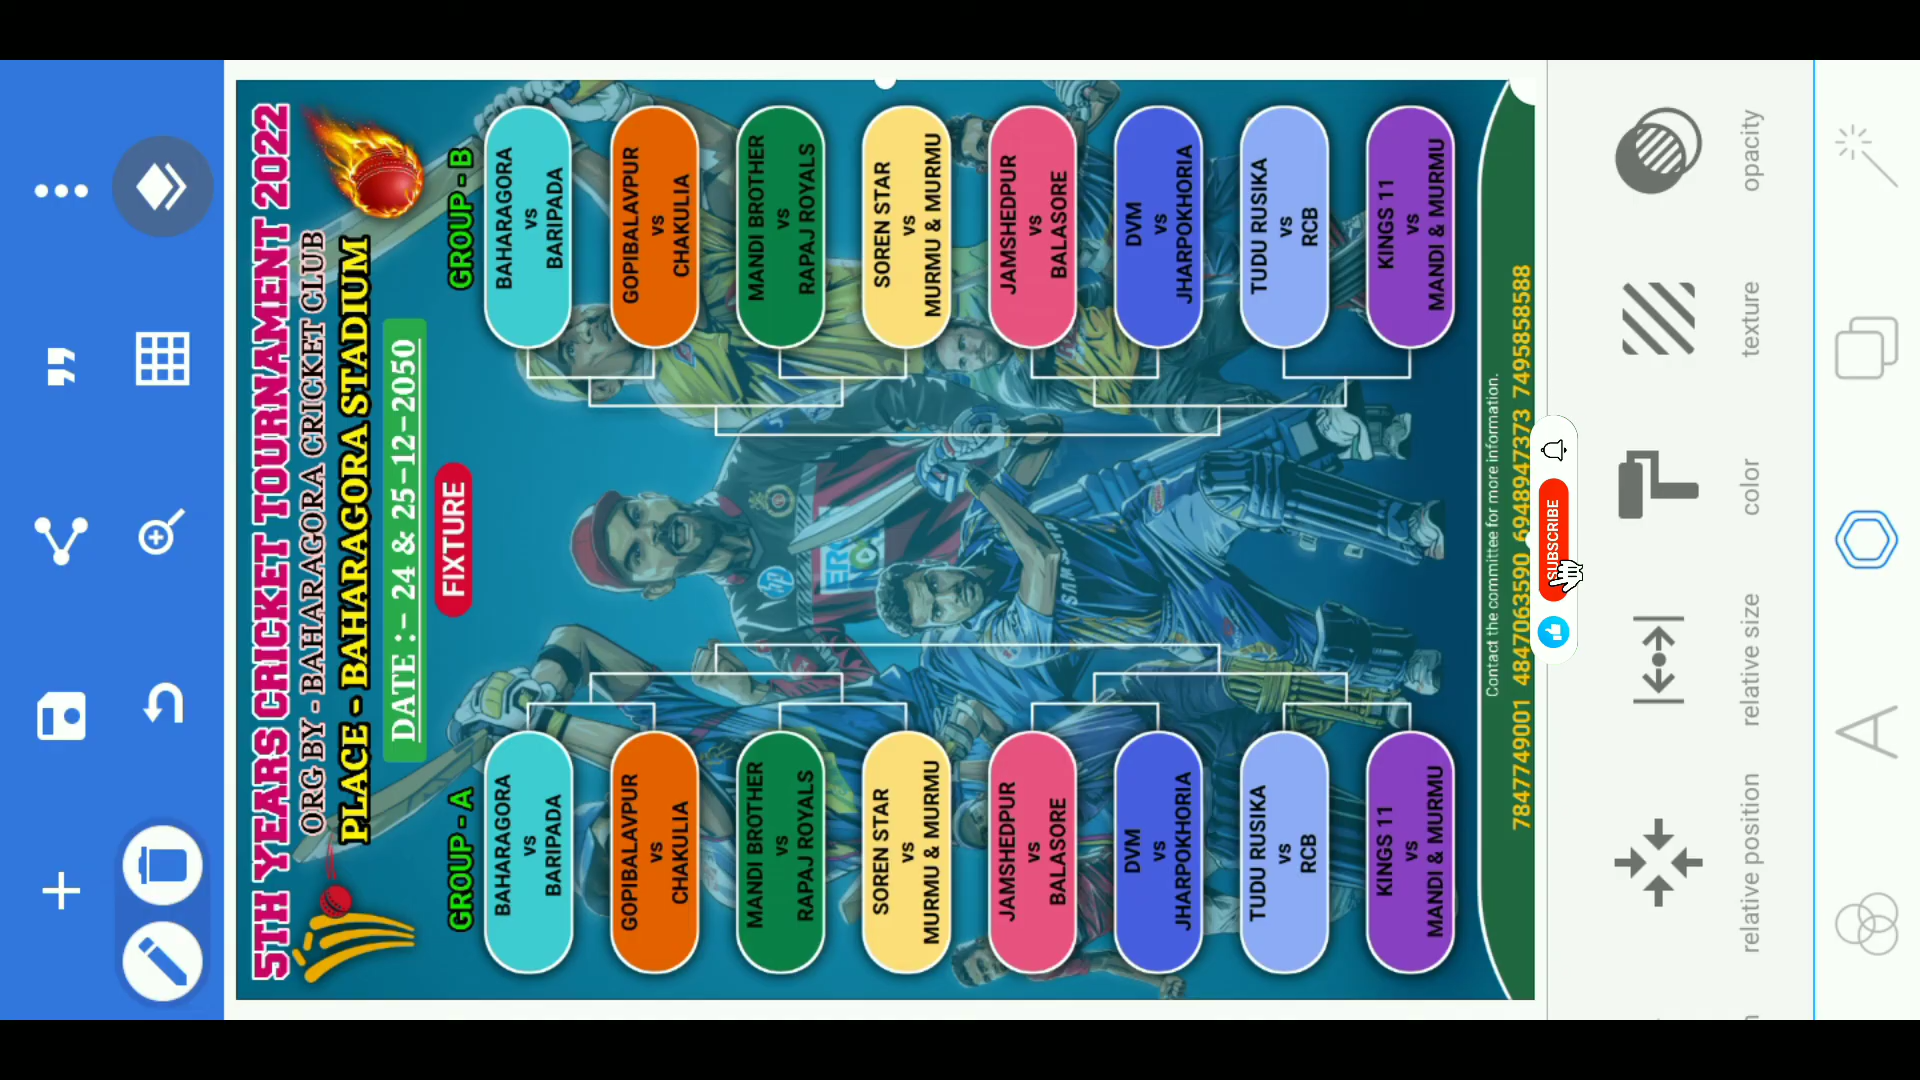 5TH YEARS CRICKET TOURNAMENT 2022
ORG BY - BAHARAGORA CRICKET CLUB
PLACE - BAHARAGORA STADIUM
DATE :- 24 & 25-12-2050
FIXTURE
GROUP - A
BAHARAGORA
vs
BARIPADA
GOPIBALAVPUR
vs
CHAKULIA
MANDI BROTHER
vs
RAPAJ ROYALS
SOREN STAR
vs
MURMU & MURMU
JAMSHEDPUR
vs
BALASORE
DVM
vs
JHARPOKHORIA
TUDU RUSIKA
vs
RCB
KINGS 11
vs
MANDI & MURMU
GROUP - B
BAHARAGORA
vs
BARIPADA
GOPIBALAVPUR
vs
CHAKULIA
MANDI BROTHER
vs
RAPAJ ROYALS
SOREN STAR
vs
MURMU & MURMU
JAMSHEDPUR
vs
BALASORE
DVM
vs
JHARPOKHORIA
TUDU RUSIKA
vs
RCB
KINGS 11
vs
MANDI & MURMU
hp
SAMSUNG
Contact the committee for more information.
7847749001 4847063590 6948947373 7495858588
SUBSCRIBE
relative position
relative size
color
texture
opacity